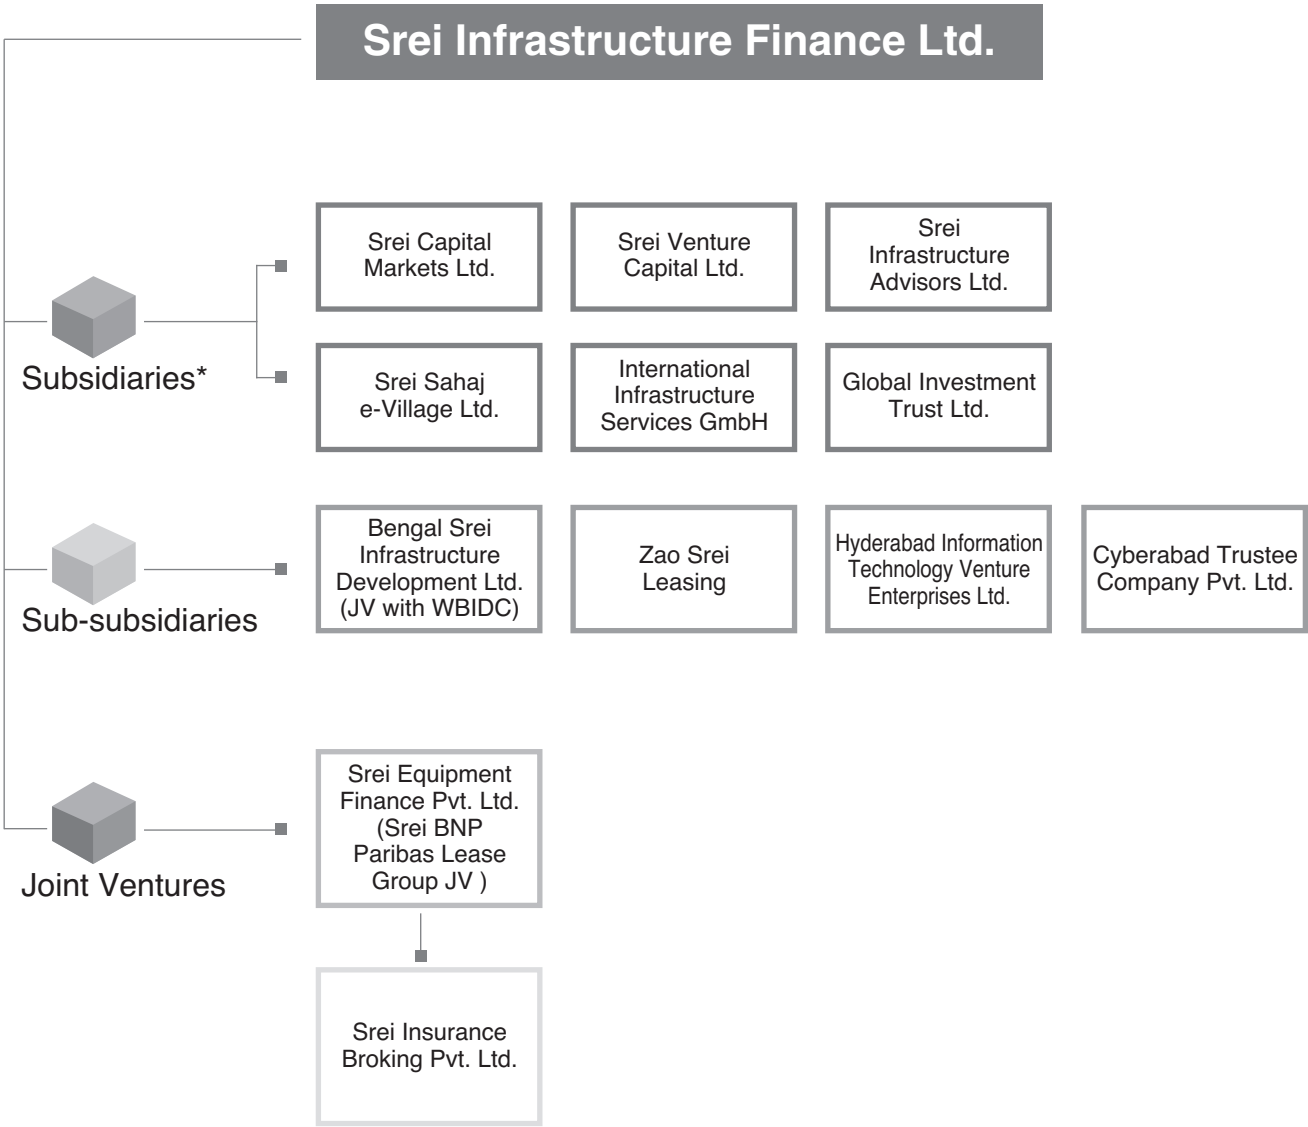 Srei Infrastructure Finance Ltd.
Subsidiaries*
Srei Capital
Markets Ltd.
Srei Venture
Capital Ltd.
Srei
Infrastructure
Advisors Ltd.
Srei Sahaj
e-Village Ltd.
International
Infrastructure
Services GmbH
Global Investment
Trust Ltd.
Sub-subsidiaries
Bengal Srei
Infrastructure
Development Ltd.
(JV with WBIDC)
Zao Srei
Leasing
Hyderabad Information
Technology Venture
Enterprises Ltd.
Cyberabad Trustee
Company Pvt. Ltd.
Joint Ventures
Srei Equipment
Finance Pvt. Ltd.
(Srei BNP
Paribas Lease
Group JV )
Srei Insurance
Broking Pvt. Ltd.